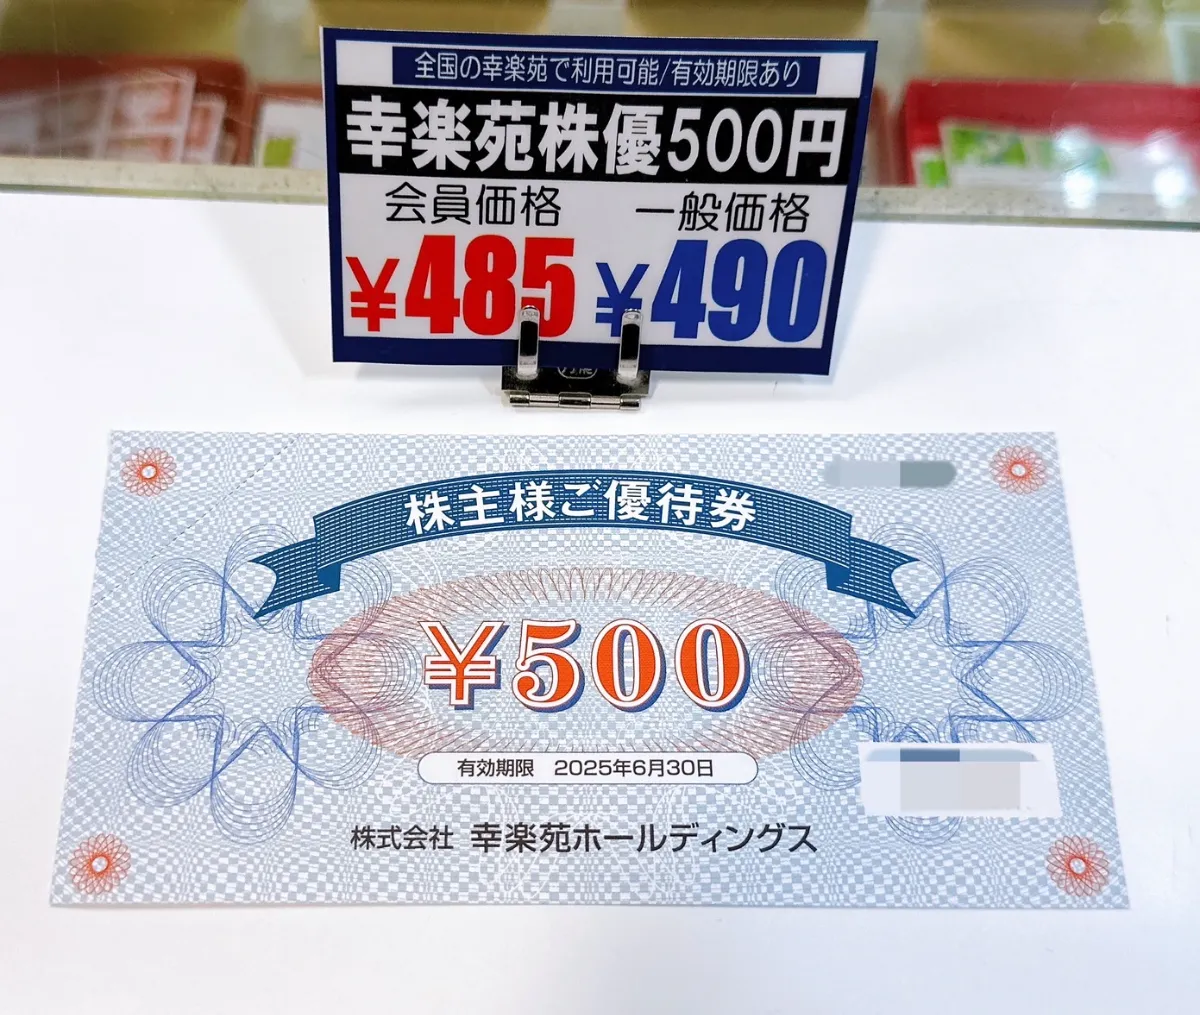 全国の幸楽苑で利用可能/有効期限あり
幸楽苑株優500円
会員価格 一般価格
¥485 ¥490
株主様ご優待券
¥500
有効期限 2025年6月30日
株式会社 幸楽苑ホールディングス